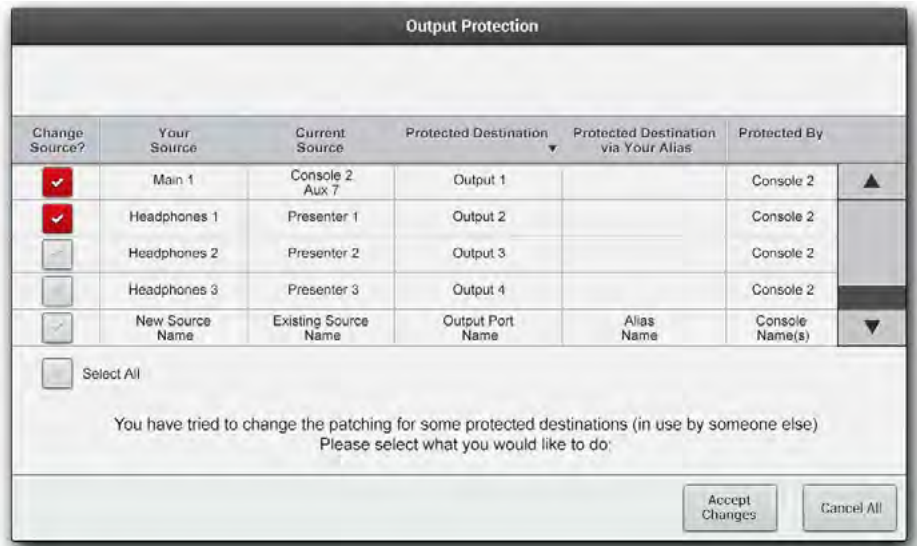 Output Protection
Change Source? Your Source Current Source Protected Destination Protected Destination via Your Alias Protected By
Main 1 Console 2 Aux 7 Output 1 Console 2
Headphones 1 Presenter 1 Output 2 Console 2
Headphones 2 Presenter 2 Output 3 Console 2
Headphones 3 Presenter 3 Output 4 Console 2
New Source Name Existing Source Name Output Port Name Alias Name Console Name(s)
Select All
You have tried to change the patching for some protected destinations (in use by someone else)
Please select what you would like to do:
Accept Changes Cancel All